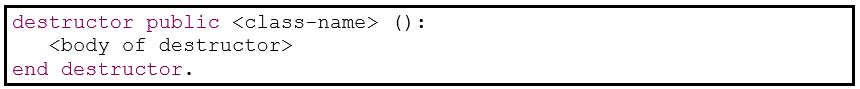 destructor public <class-name> ():
   <body of destructor>
end destructor.